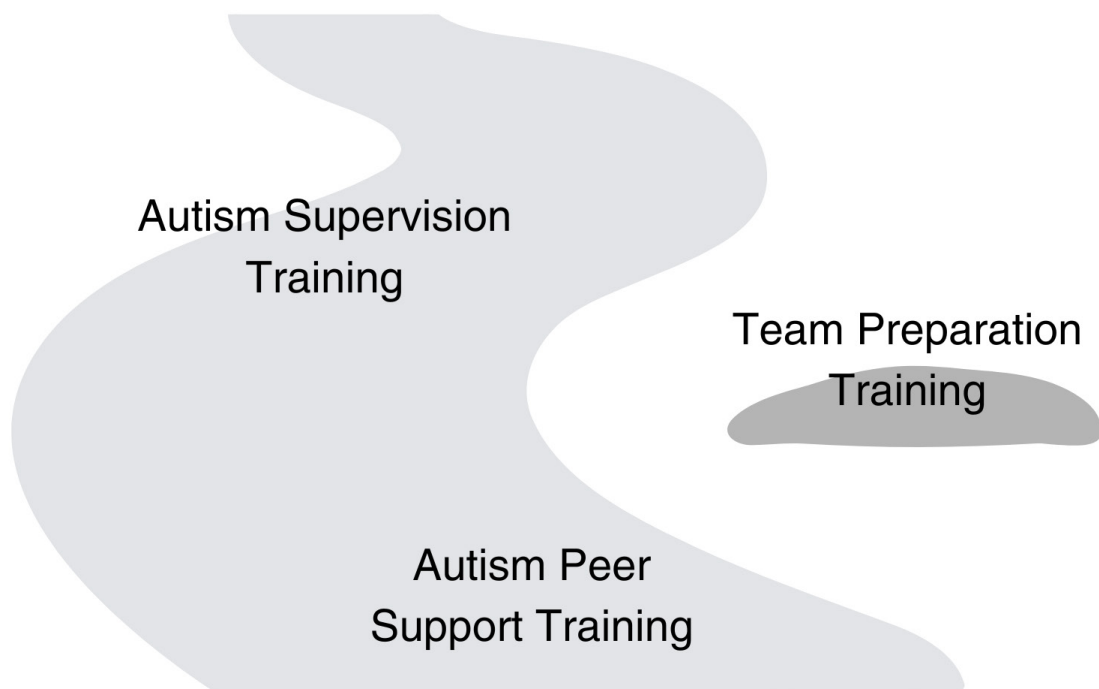 Autism Supervision
Training
Team Preparation
Training
Autism Peer
Support Training